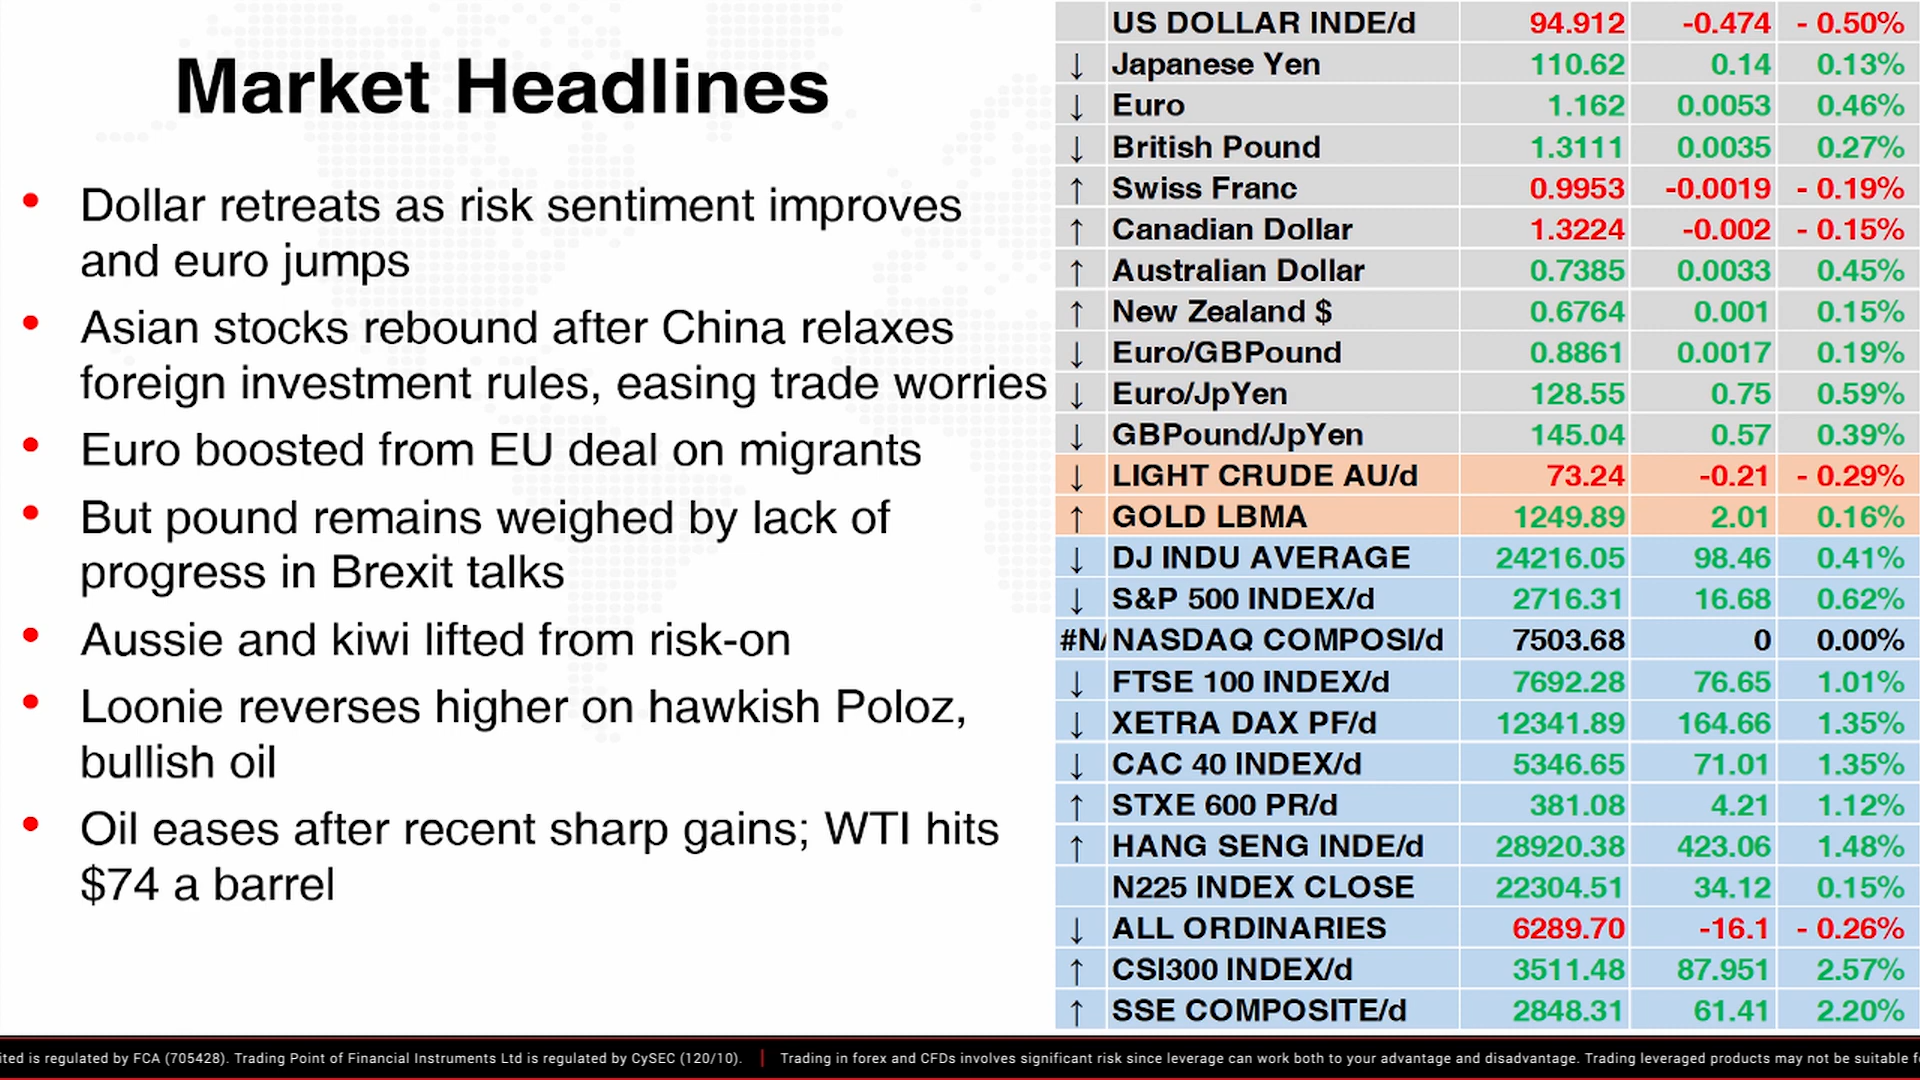 Market Headlines
• Dollar retreats as risk sentiment improves
and euro jumps
• Asian stocks rebound after China relaxes
foreign investment rules, easing trade worries
• Euro boosted from EU deal on migrants
• But pound remains weighed by lack of
progress in Brexit talks
• Aussie and kiwi lifted from risk-on
• Loonie reverses higher on hawkish Poloz,
bullish oil
• Oil eases after recent sharp gains; WTI hits
$74 a barrel
US DOLLAR INDE/d 94.912 -0.474 - 0.50%
↓ Japanese Yen 110.62 0.14 0.13%
↓ Euro 1.162 0.0053 0.46%
↓ British Pound 1.3111 0.0035 0.27%
↑ Swiss Franc 0.9953 -0.0019 - 0.19%
↑ Canadian Dollar 1.3224 -0.002 - 0.15%
↑ Australian Dollar 0.7385 0.0033 0.45%
↑ New Zealand $ 0.6764 0.001 0.15%
↓ Euro/GBPound 0.8861 0.0017 0.19%
↓ Euro/JpYen 128.55 0.75 0.59%
↓ GBPound/JpYen 145.04 0.57 0.39%
↓ LIGHT CRUDE AU/d 73.24 -0.21 - 0.29%
↑ GOLD LBMA 1249.89 2.01 0.16%
↓ DJ INDU AVERAGE 24216.05 98.46 0.41%
↓ S&P 500 INDEX/d 2716.31 16.68 0.62%
#N/ NASDAQ COMPOSI/d 7503.68 0 0.00%
↓ FTSE 100 INDEX/d 7692.28 76.65 1.01%
↓ XETRA DAX PF/d 12341.89 164.66 1.35%
↓ CAC 40 INDEX/d 5346.65 71.01 1.35%
↑ STXE 600 PR/d 381.08 4.21 1.12%
↑ HANG SENG INDE/d 28920.38 423.06 1.48%
N225 INDEX CLOSE 22304.51 34.12 0.15%
↓ ALL ORDINARIES 6289.70 -16.1 - 0.26%
↑ CSI300 INDEX/d 3511.48 87.951 2.57%
↑ SSE COMPOSITE/d 2848.31 61.41 2.20%
ited is regulated by FCA (705428). Trading Point of Financial Instruments Ltd is regulated by CySEC (120/10). | Trading in forex and CFDs involves significant risk since leverage can work both to your advantage and disadvantage. Trading leveraged products may not be suitable f